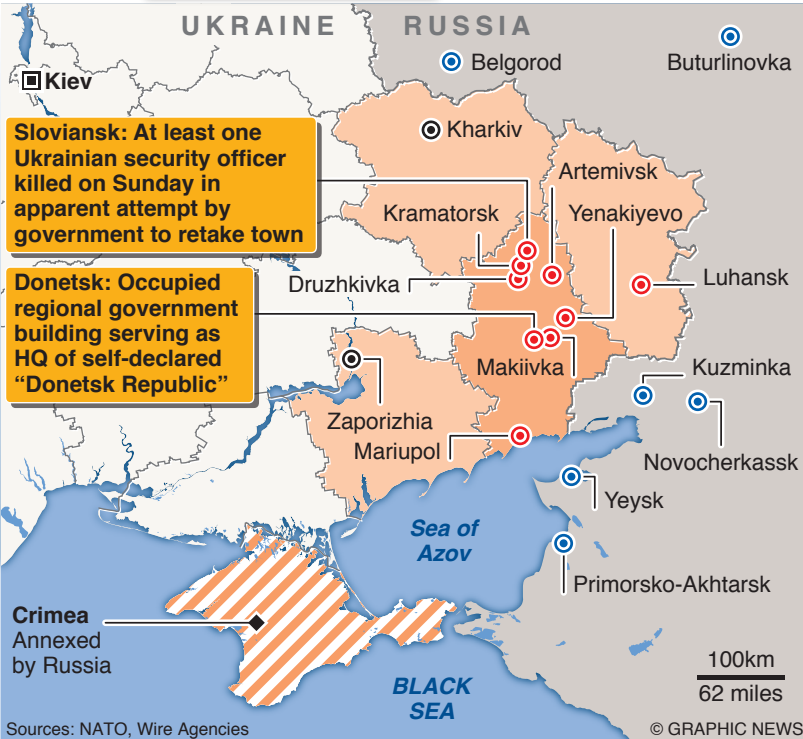 UKRAINE
RUSSIA
Belgorod
Buturlinovka
Kiev
Kharkiv
Sloviansk: At least one
Ukrainian security officer
killed on Sunday in
apparent attempt by
government to retake town
Artemivsk
Kramatorsk
Yenakiyevo
Druzhkivka
Luhansk
Donetsk: Occupied
regional government
building serving as
HQ of self-declared
“Donetsk Republic”
Makiivka
Kuzminka
Zaporizhia
Mariupol
Novocherkassk
Yeysk
Sea of
Azov
Primorsko-Akhtarsk
Crimea
Annexed
by Russia
100km
62 miles
BLACK
SEA
Sources: NATO, Wire Agencies
© GRAPHIC NEWS